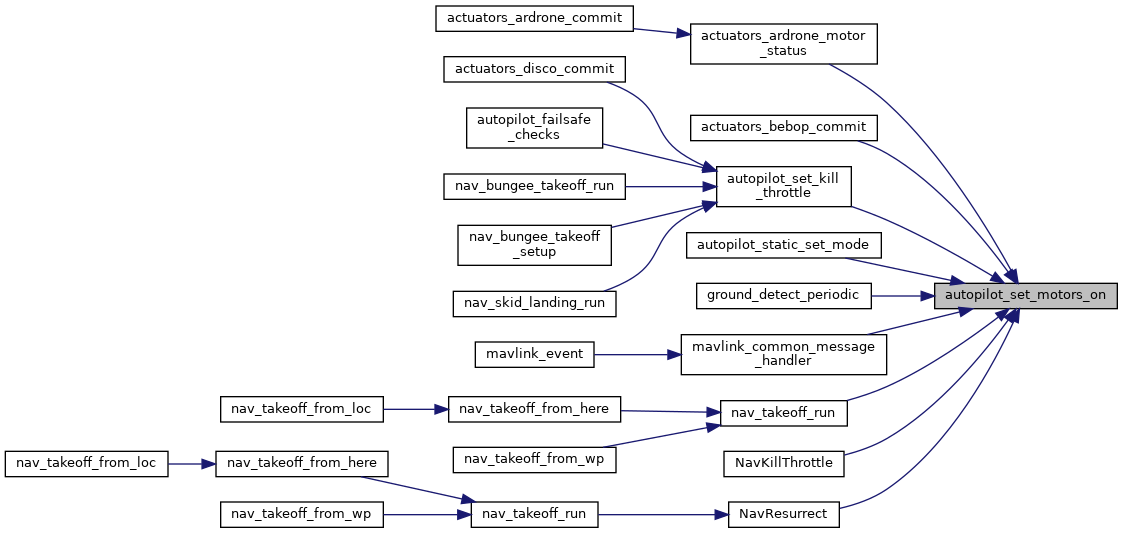 actuators_ardrone_commit
actuators_ardrone_motor
_status
actuators_disco_commit
autopilot_failsafe
_checks
actuators_bebop_commit
nav_bungee_takeoff_run
autopilot_set_kill
_throttle
nav_bungee_takeoff
_setup
autopilot_static_set_mode
nav_skid_landing_run
ground_detect_periodic
autopilot_set_motors_on
mavlink_event
mavlink_common_message
_handler
nav_takeoff_from_loc
nav_takeoff_from_here
nav_takeoff_run
nav_takeoff_from_wp
nav_takeoff_from_loc
nav_takeoff_from_here
NavKillThrottle
nav_takeoff_from_wp
nav_takeoff_run
NavResurrect